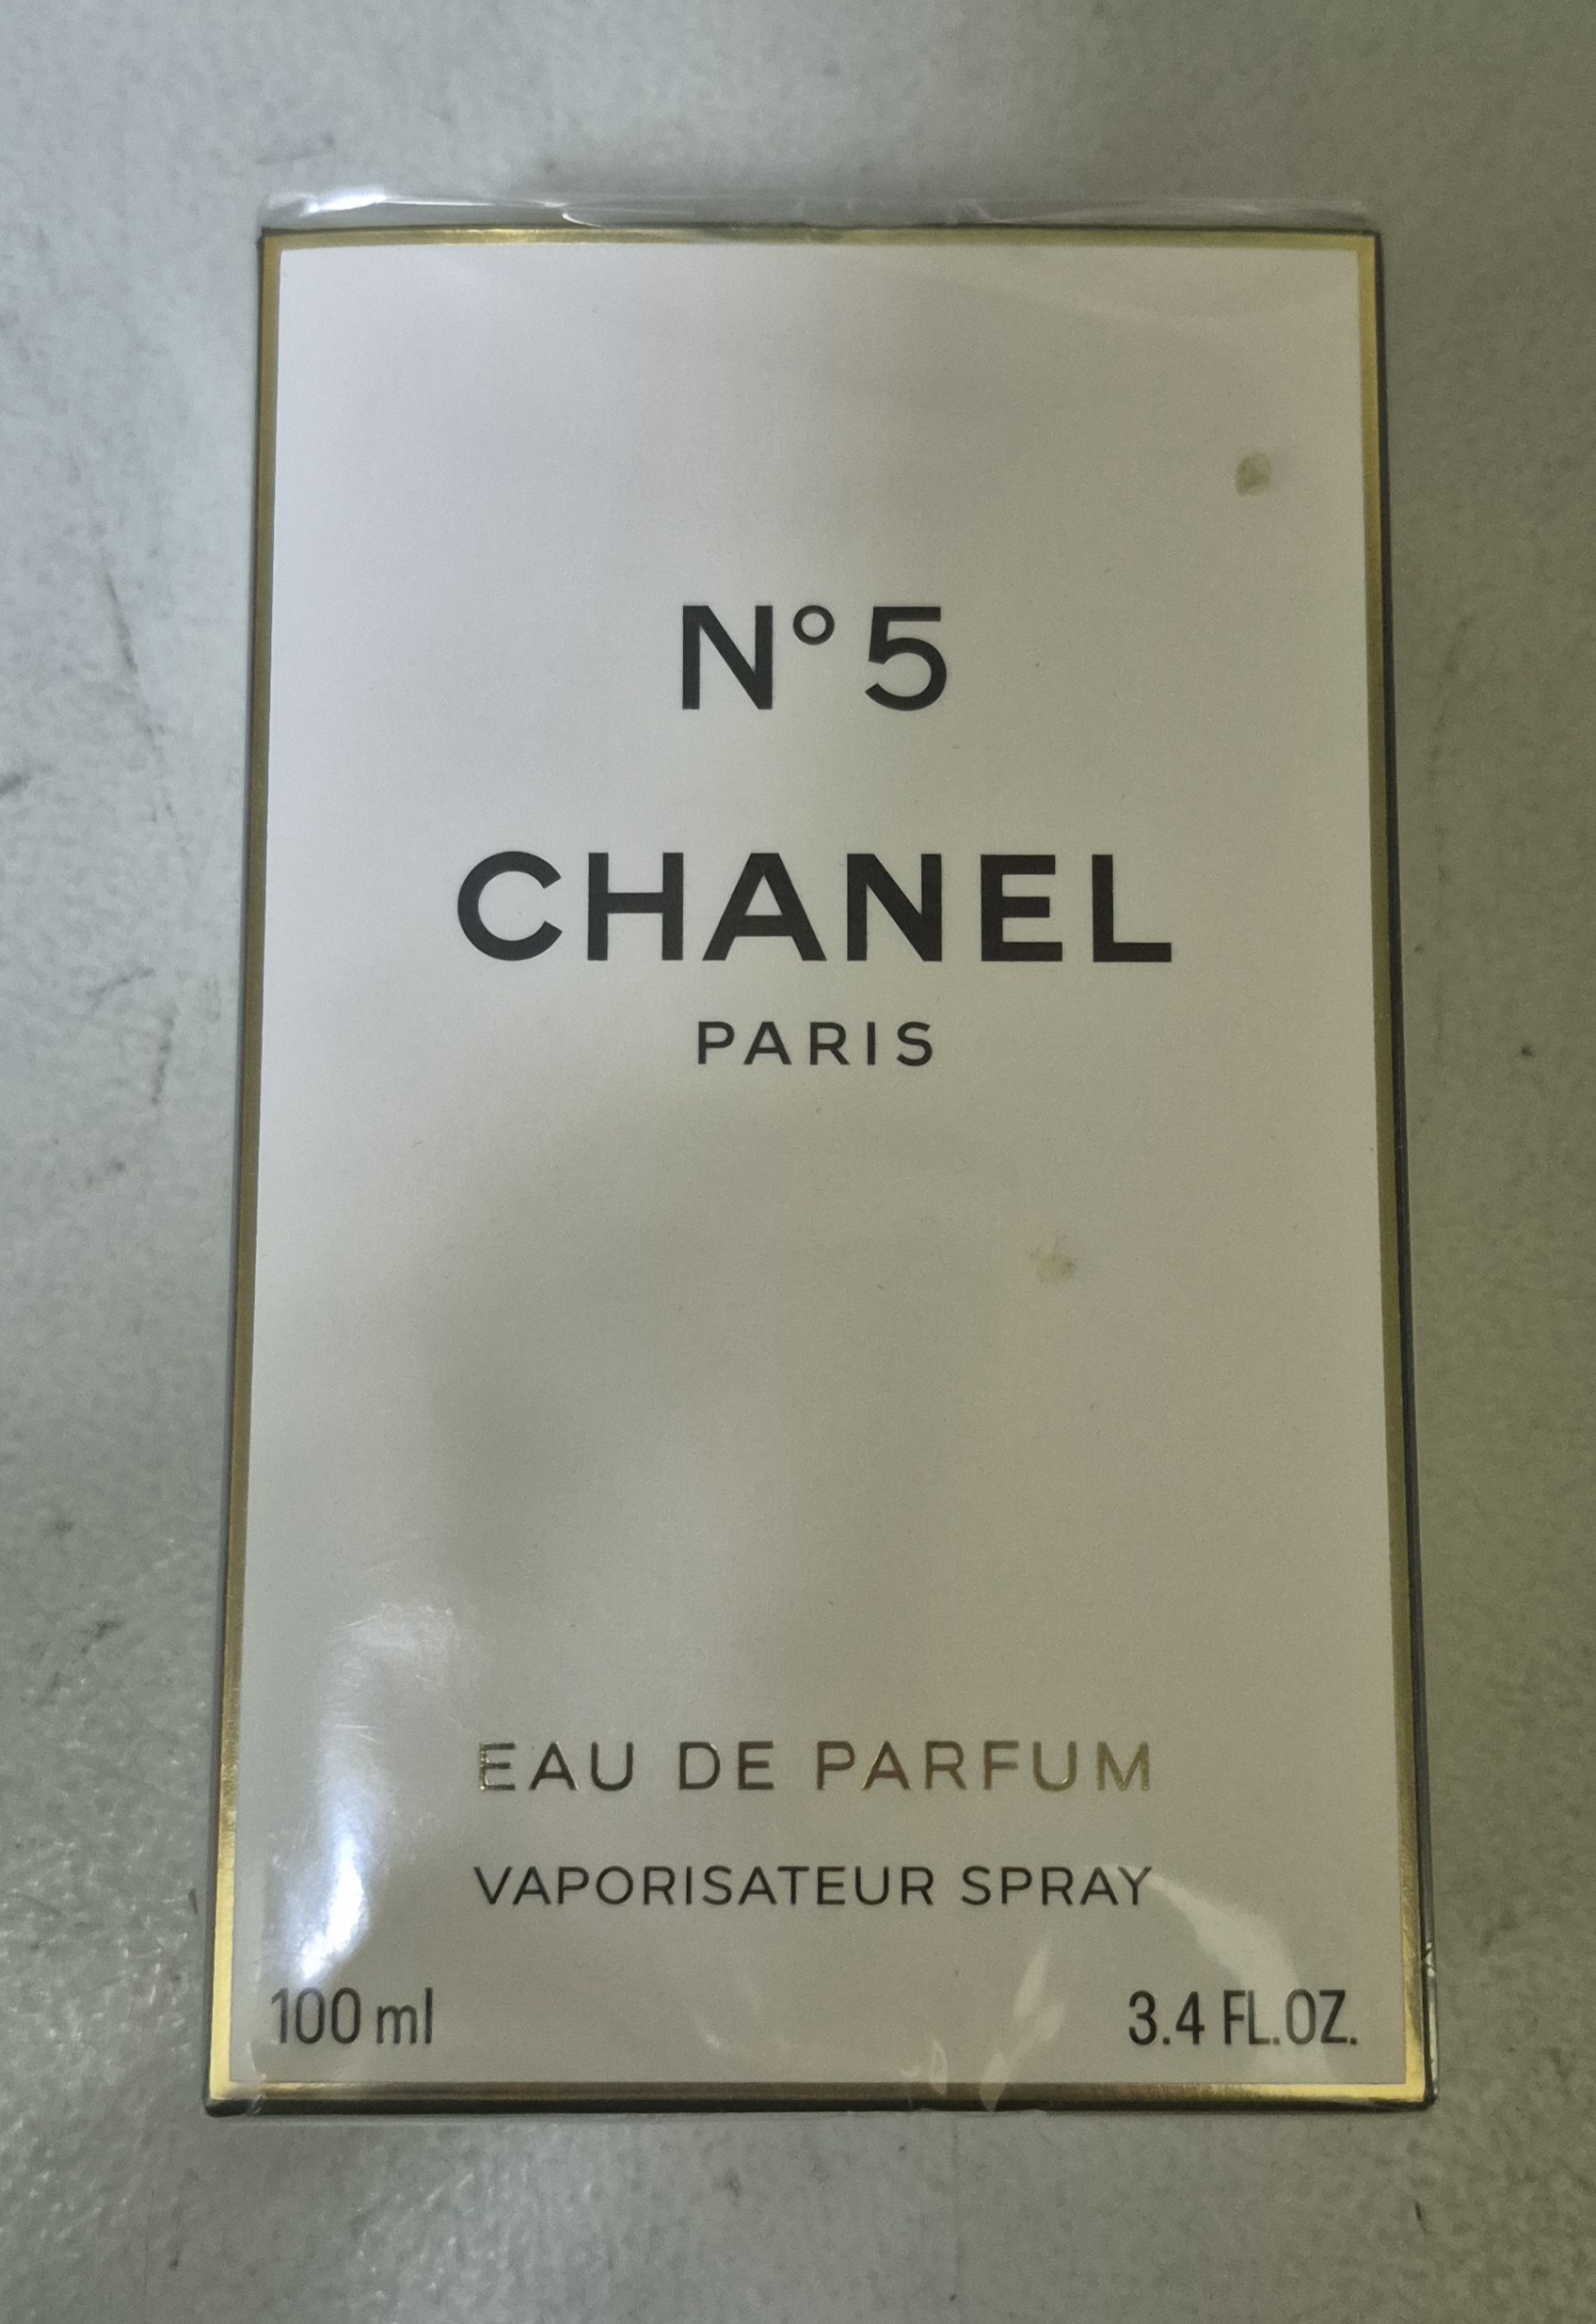 N°5
CHANEL
PARIS
EAU DE PARFUM
VAPORISATEUR SPRAY
100 ml 3.4 FL.OZ.